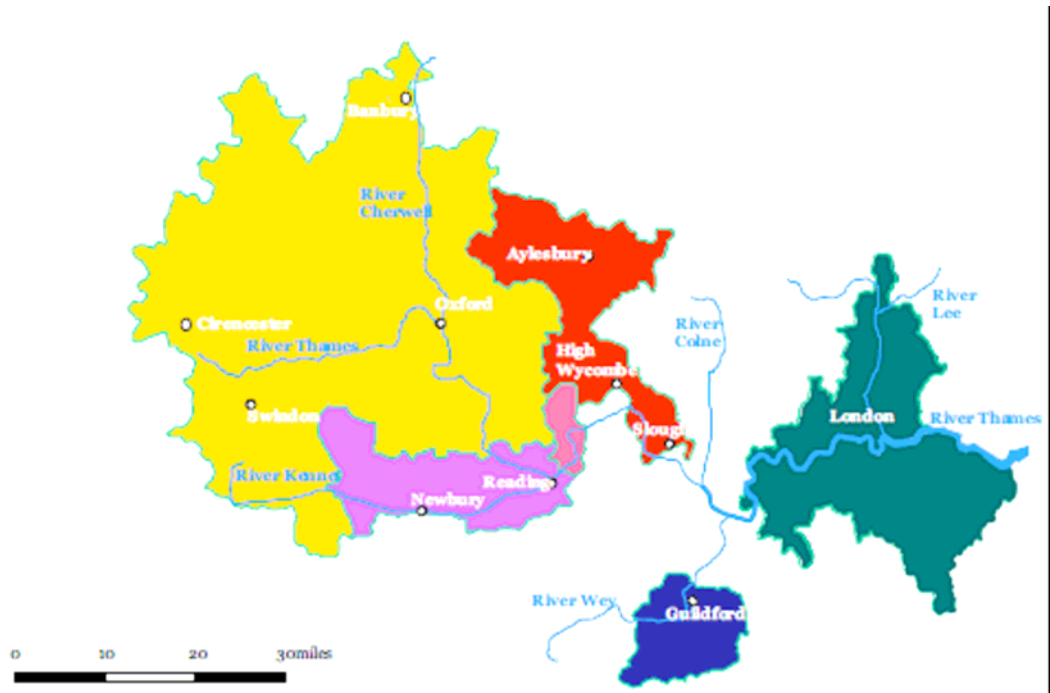 Banbury
River
Cherwell
Aylesbury
Oxford
Cirencester
River Thames
High
Wycombe
River
Colne
River
Lee
Swindon
London
River Thames
Slough
River Kennet
Reading
Newbury
River Wey
Guildford
0 10 20 30miles